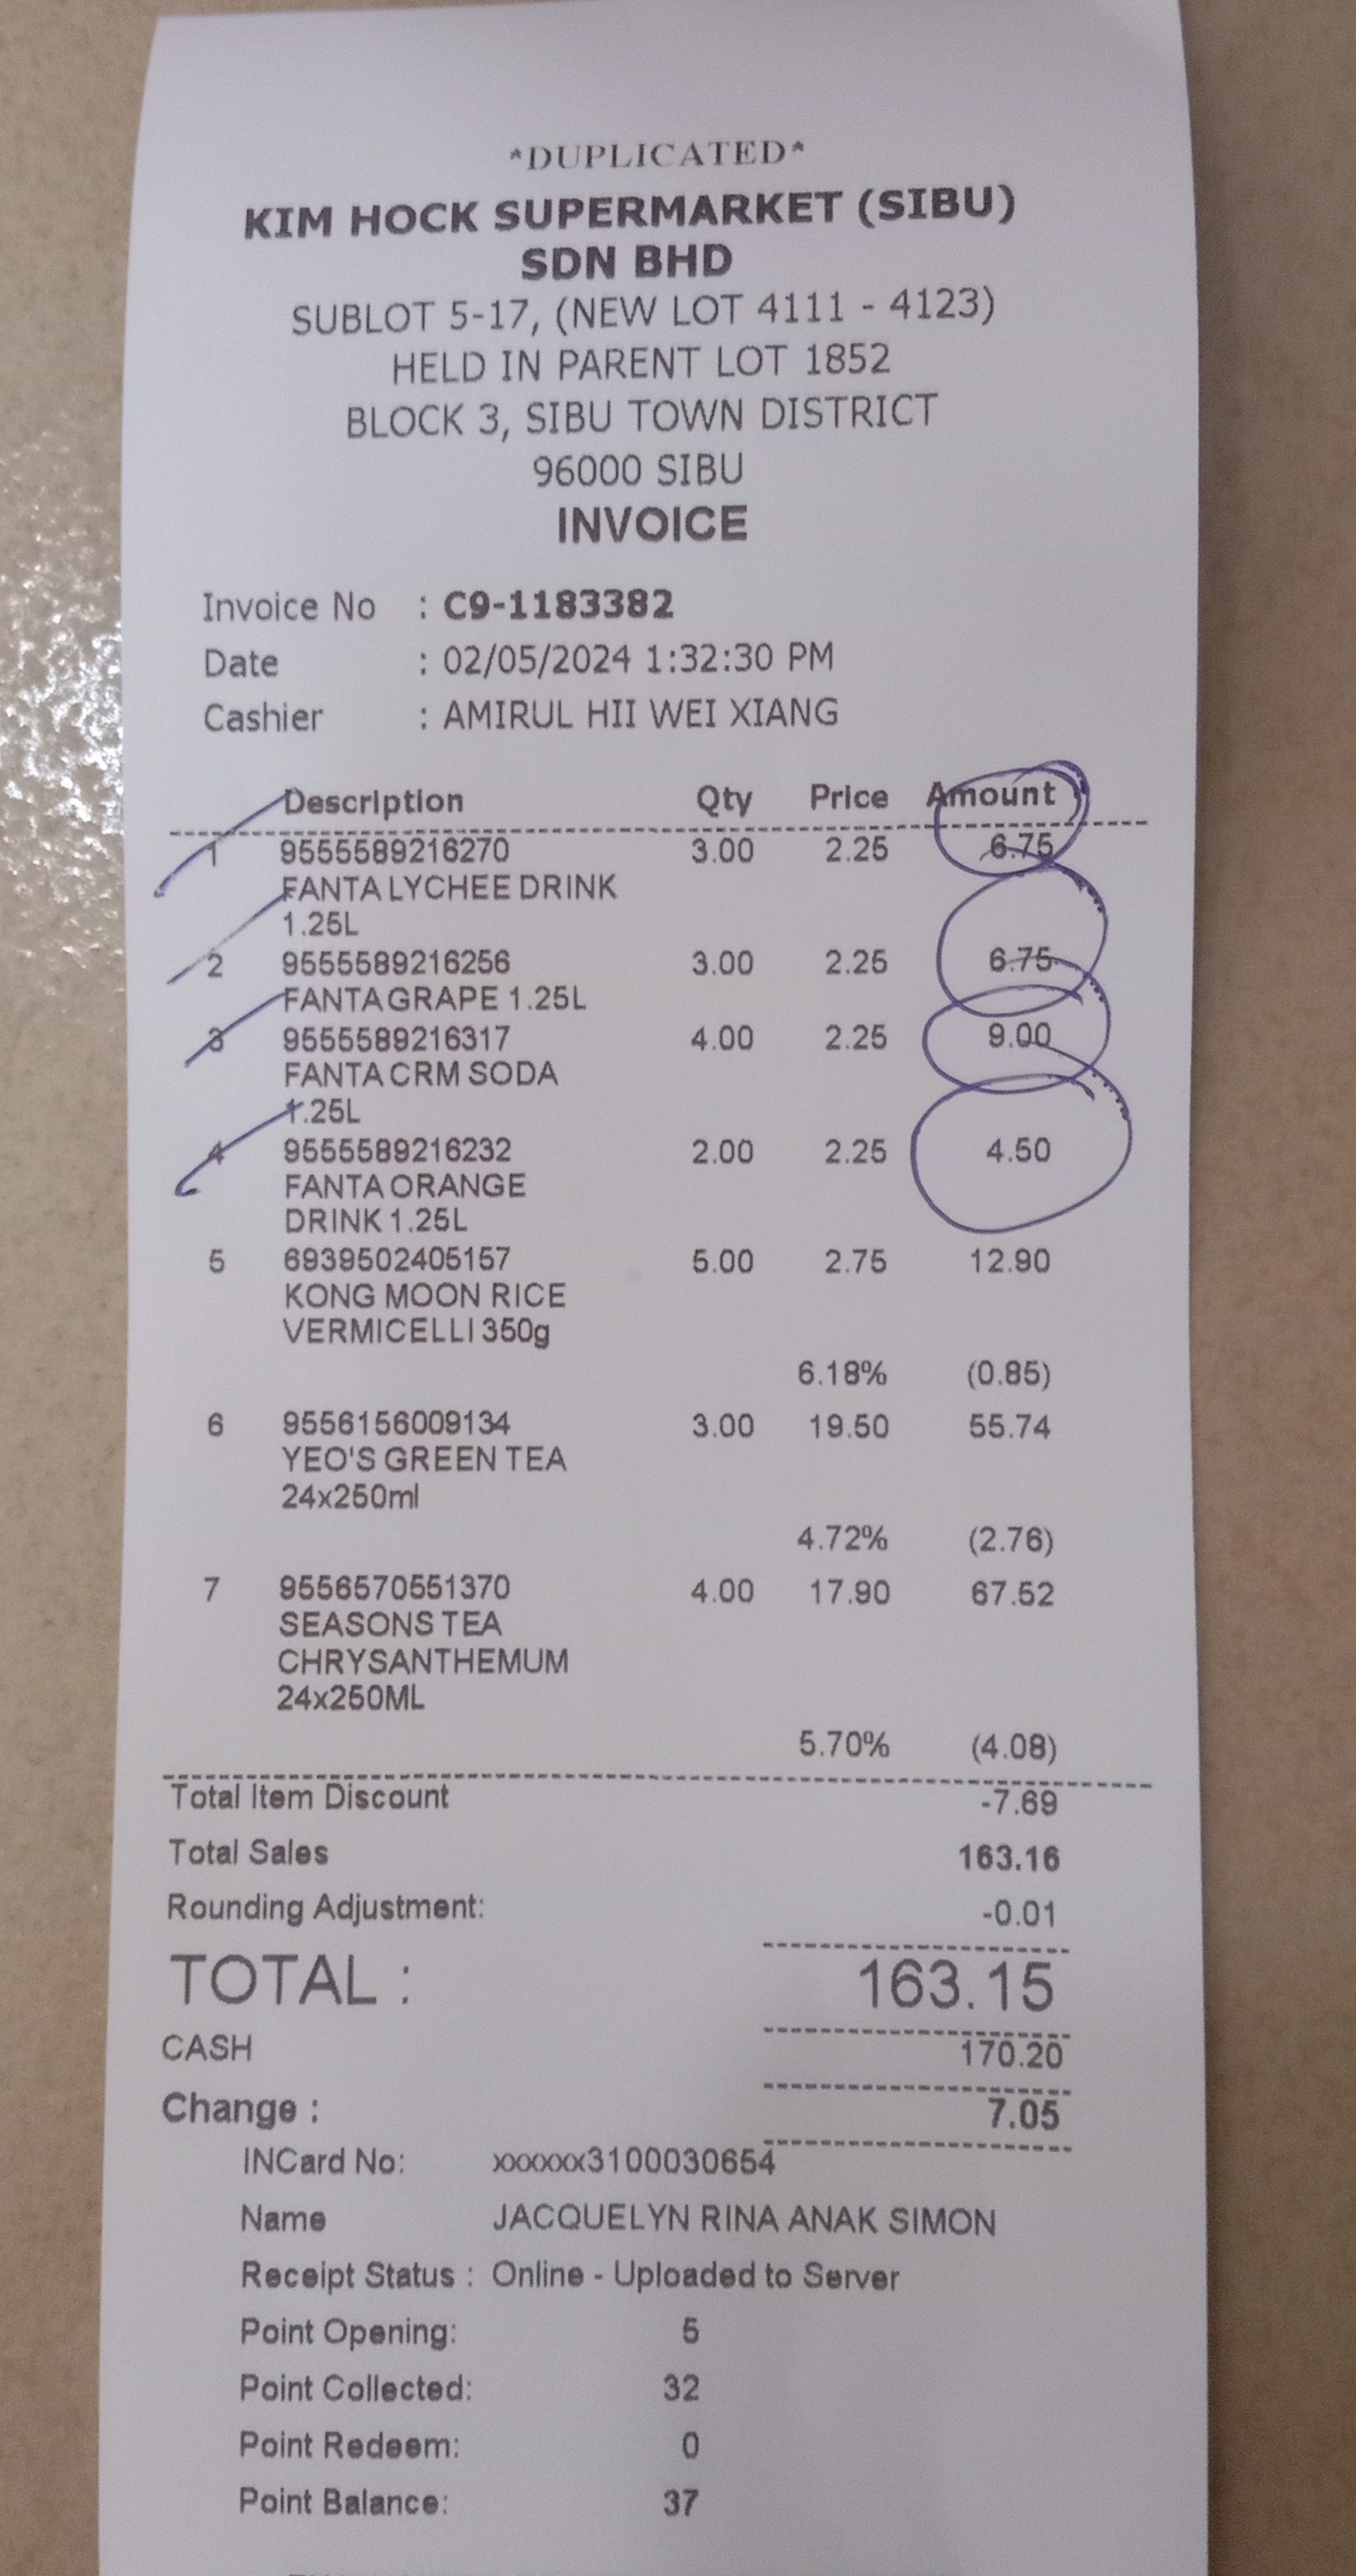 *DUPLICATED*
KIM HOCK SUPERMARKET (SIBU)
SDN BHD
SUBLOT 5-17, (NEW LOT 4111 - 4123)
HELD IN PARENT LOT 1852
BLOCK 3, SIBU TOWN DISTRICT
96000 SIBU
INVOICE
Invoice No : C9-1183382
Date : 02/05/2024 1:32:30 PM
Cashier : AMIRUL HII WEI XIANG
Description Qty Price Amount
1 9555589216270 3.00 2.25 6.75
FANTA LYCHEE DRINK
1.25L
2 9555589216256 3.00 2.25 6.75
FANTA GRAPE 1.25L
3 9555589216317 4.00 2.25 9.00
FANTA CRM SODA
1.25L
4 9555589216232 2.00 2.25 4.50
FANTA ORANGE
DRINK 1.25L
5 6939502405157 5.00 2.75 12.90
KONG MOON RICE
VERMICELLI 350g
6.18% (0.85)
6 9556156009134 3.00 19.50 55.74
YEO'S GREEN TEA
24x250ml
4.72% (2.76)
7 9556570551370 4.00 17.90 67.52
SEASONS TEA
CHRYSANTHEMUM
24x250ML
5.70% (4.08)
Total Item Discount -7.69
Total Sales 163.16
Rounding Adjustment: -0.01
TOTAL : 163.15
CASH 170.20
Change : 7.05
INCard No: xxxxxx3100030654
Name JACQUELYN RINA ANAK SIMON
Receipt Status : Online - Uploaded to Server
Point Opening: 5
Point Collected: 32
Point Redeem: 0
Point Balance: 37